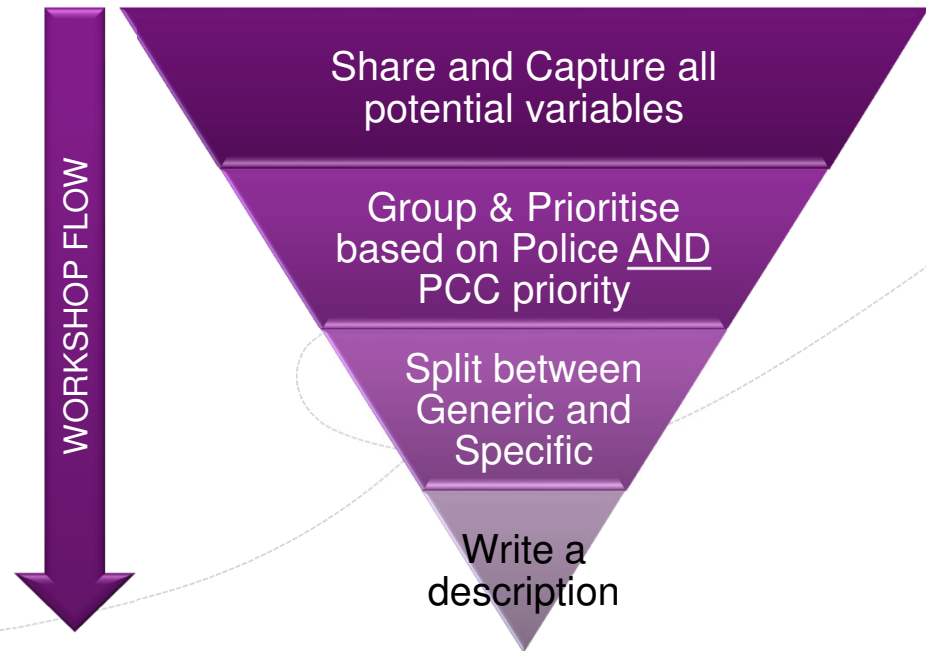 WORKSHOP FLOW
Share and Capture all
potential variables
Group & Prioritise
based on Police AND
PCC priority
Split between
Generic and
Specific
Write a
description